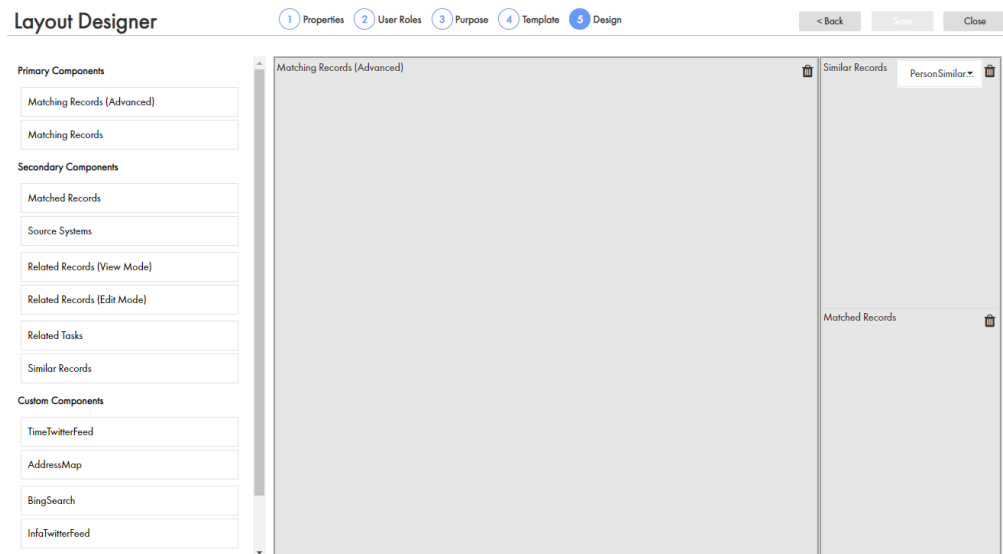 Layout Designer
1 Properties 2 User Roles 3 Purpose 4 Template 5 Design
< Back Save Close
Primary Components
Matching Records (Advanced)
Matching Records
Secondary Components
Matched Records
Source Systems
Related Records (View Mode)
Related Records (Edit Mode)
Related Tasks
Similar Records
Custom Components
TimeTwitterFeed
AddressMap
BingSearch
InfaTwitterFeed
Matching Records (Advanced)
Similar Records PersonSimilar...
Matched Records